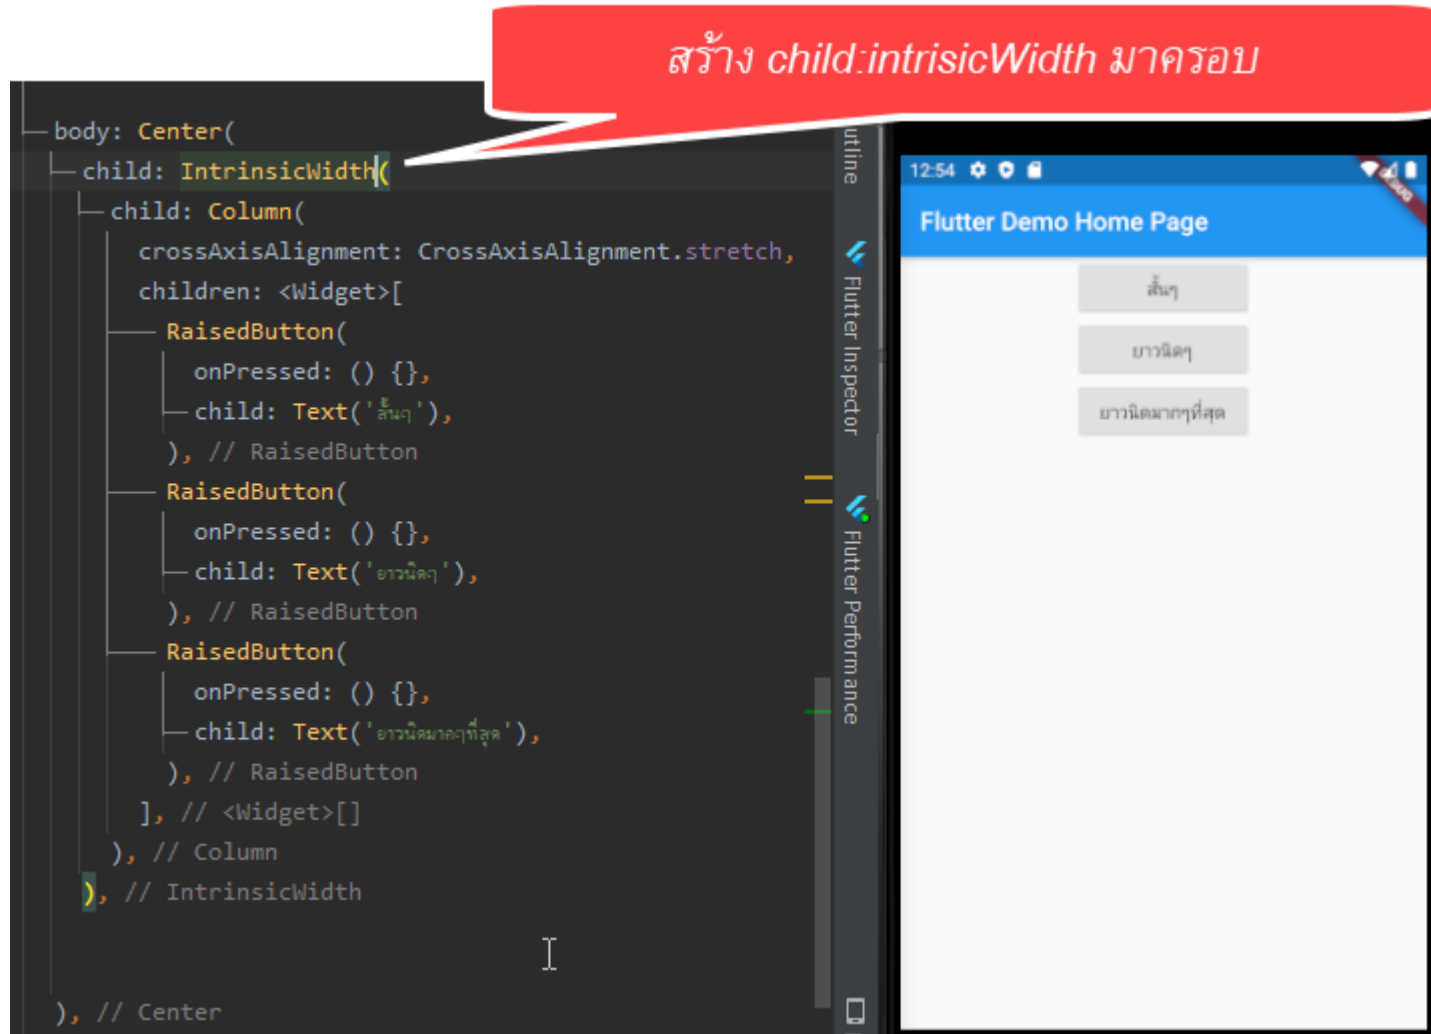 สร้าง child:intrisicWidth มาครอบ
body: Center(
child: IntrinsicWidth(
child: Column(
crossAxisAlignment: CrossAxisAlignment.stretch,
children: <Widget>[
RaisedButton(
onPressed: () {},
child: Text('สั้นๆ'),
), // RaisedButton
RaisedButton(
onPressed: () {},
child: Text('ยาวนิดๆ'),
), // RaisedButton
RaisedButton(
onPressed: () {},
child: Text('ยาวนิดมากๆที่สุด'),
), // RaisedButton
], // <Widget>[]
), // Column
), // IntrinsicWidth
), // Center
utline
Flutter Inspector
Flutter Performance
12:54
Flutter Demo Home Page
สั้นๆ
ยาวนิดๆ
ยาวนิดมากๆที่สุด